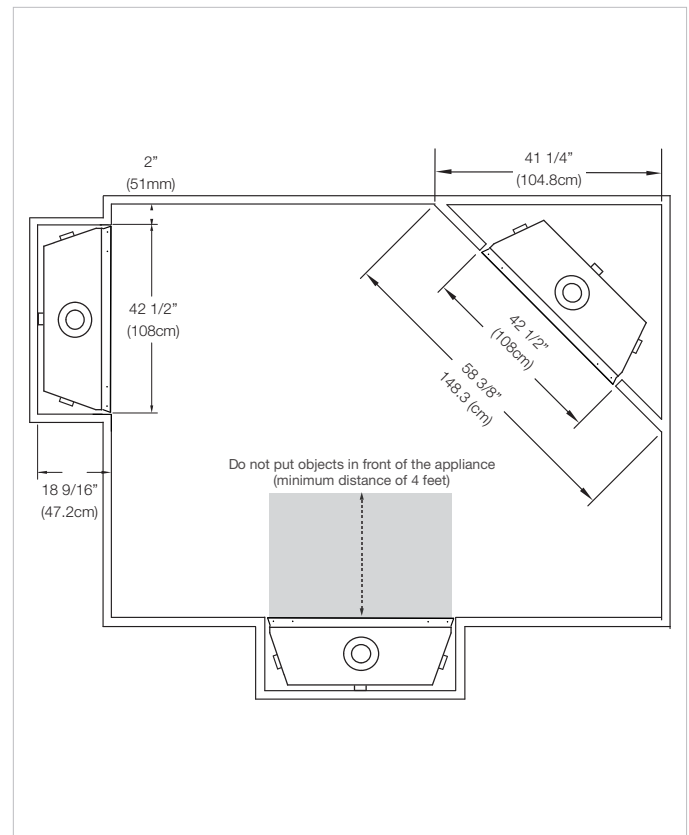 2”
(51mm)
41 1/4”
(104.8cm)
42 1/2”
(108cm)
42 1/2”
(108cm)
58 3/8”
148.3 (cm)
Do not put objects in front of the appliance
(minimum distance of 4 feet)
18 9/16”
(47.2cm)